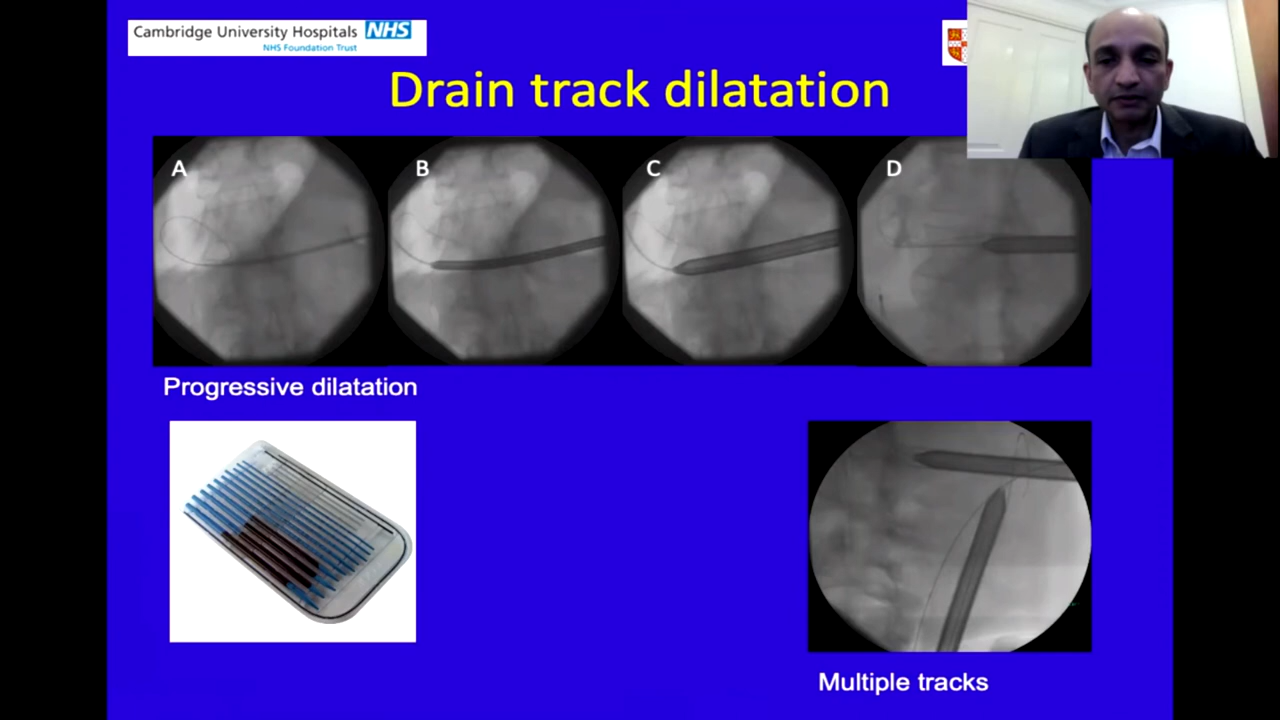 Cambridge University Hospitals NHS
NHS Foundation Trust
Drain track dilatation
A
B
C
D
Progressive dilatation
Multiple tracks